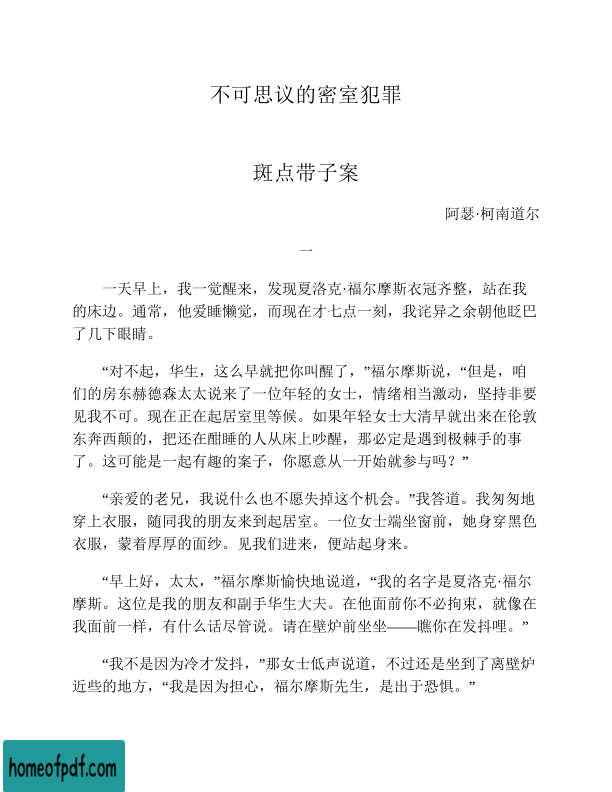 不可思议的密室犯罪
斑点带子案
阿瑟·柯南道尔
一
一天早上，我一觉醒来，发现夏洛克·福尔摩斯衣冠齐整，站在我
的床边。通常，他爱睡懒觉，而现在才七点一刻，我诧异之余朝他眨巴
了几下眼睛。
“对不起，华生，这么早就把你叫醒了，”福尔摩斯说，“但是，咱
们的房东赫德森太太说来了一位年轻的女士，情绪相当激动，坚持非要
见我不可。现在正在起居室里等候。如果年轻女士大清早就出来在伦敦
东奔西颠的，把还在酣睡的人从床上吵醒，那必定是遇到极棘手的事
了。这可能是一起有趣的案子，你愿意从一开始就参与吗？”
“亲爱的老兄，我说什么也不愿失掉这个机会。”我答道。我匆匆地
穿上衣服，随同我的朋友来到起居室。一位女士端坐窗前，她身穿黑色
衣服，蒙着厚厚的面纱。见我们进来，便站起身来。
“早上好，太太，”福尔摩斯愉快地说道，“我的名字是夏洛克·福尔
摩斯。这位是我的朋友和副手华生大夫。在他面前你不必拘束，就像在
我面前一样，有什么话尽管说。请在壁炉前坐坐——瞧你在发抖哩。”
“我不是因为冷才发抖，”那女士低声说道，不过还是坐到了离壁炉
近些的地方，“我是因为担心，福尔摩斯先生，是出于恐惧。”
homeofpdf.com